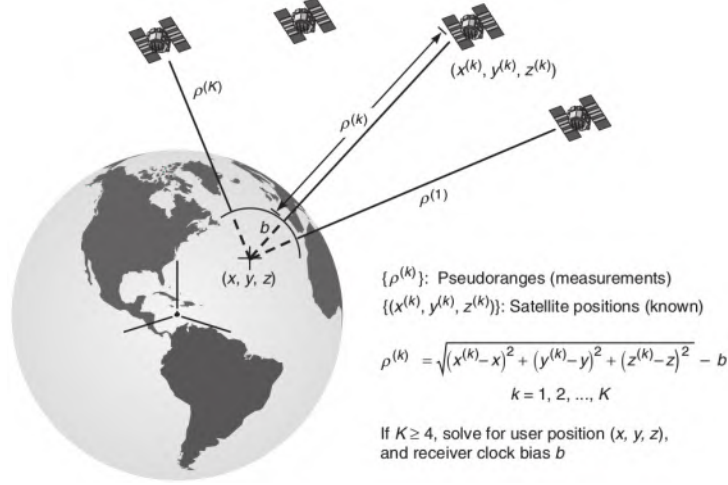 ρ^(K)
(x^(k), y^(k), z^(k))
ρ^(k)
ρ^(1)
b
(x, y, z)
{ρ^(k)}: Pseudoranges (measurements)
{(x^(k), y^(k), z^(k))}: Satellite positions (known)
ρ^(k) = √((x^(k)–x)^2 + (y^(k)–y)^2 + (z^(k)–z)^2) – b
k = 1, 2, ..., K
If K ≥ 4, solve for user position (x, y, z),
and receiver clock bias b